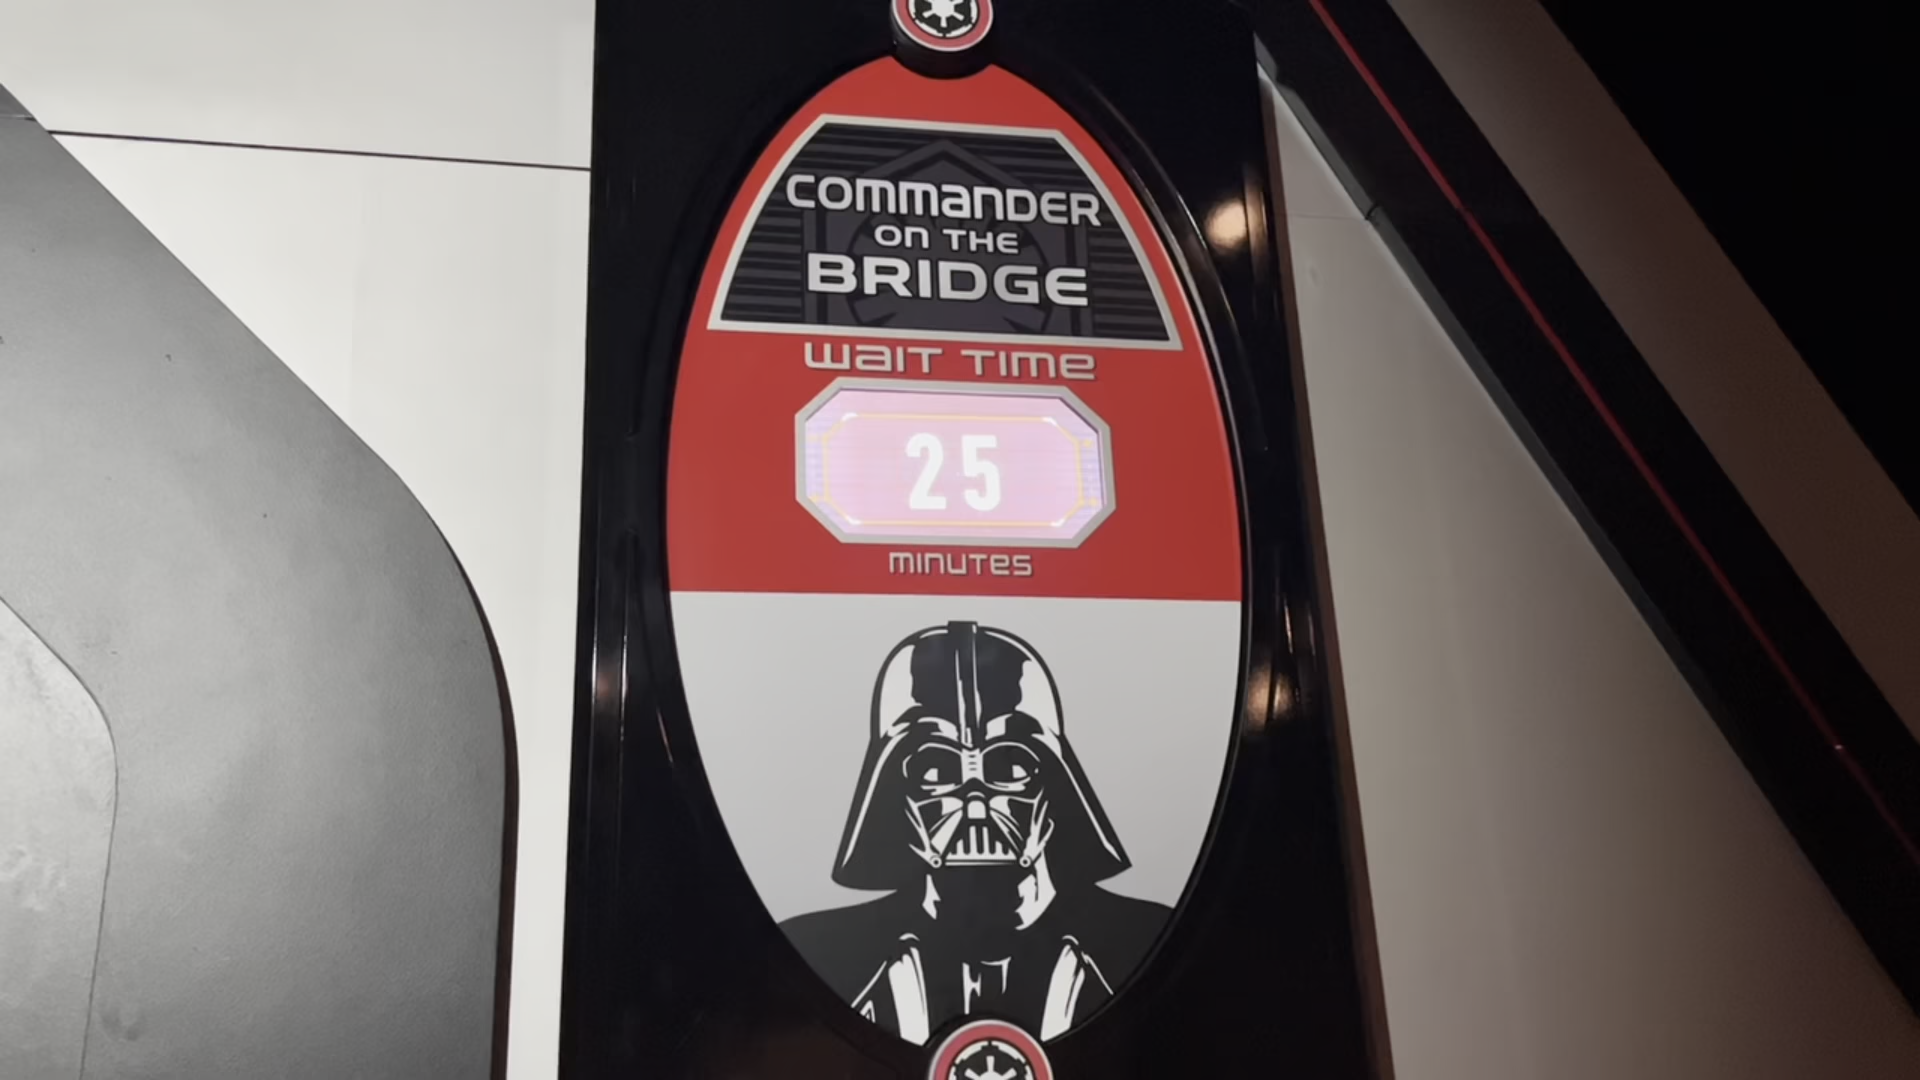 COMMANDER
ON THE
BRIDGE
WAIT TIME
25
MINUTES